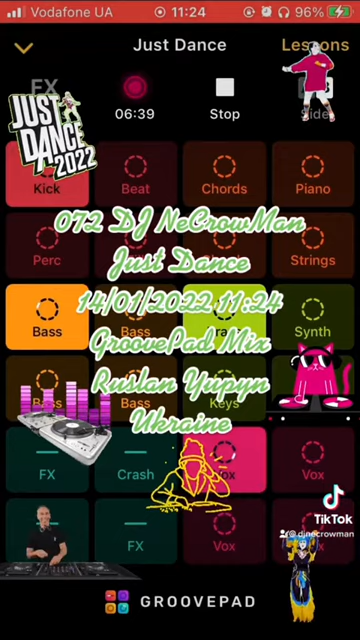 Vodafone UA 11:24 96%
Just Dance Lessons
FX
JUST DANCE 2022
06:39 Stop
Kick Beat Chords Piano
Perc Strings
072 DJ NeCrowMan
Just Dance
14/01/2022 11:24
GroovePad Mix
Ruslan Yupyn
Ukraine
Bass Bass Synth
Bass Bass Keys
FX Crash Vox
FX Vox Vox
TikTok
@djnecrowman
GROOVEPAD